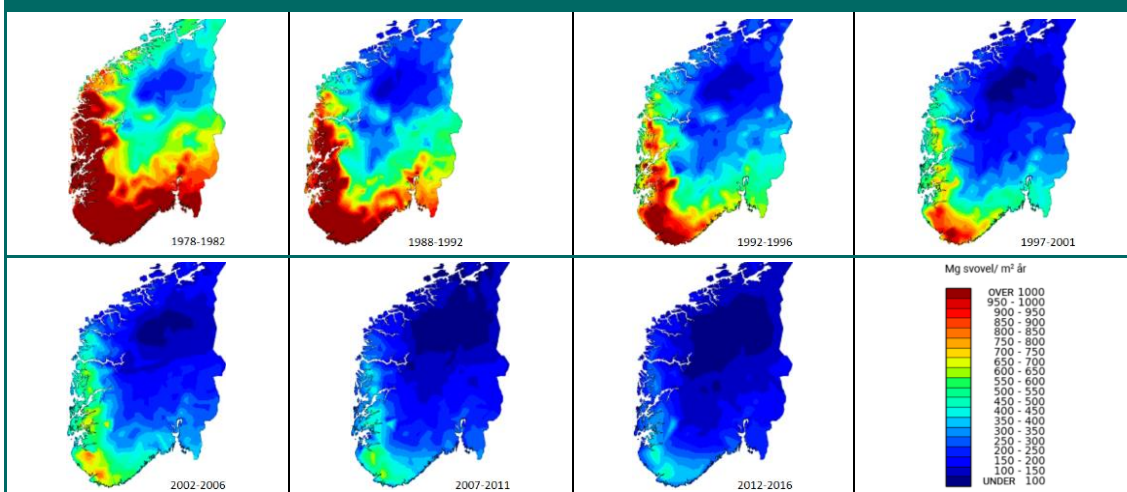 1978-1982
1988-1992
1992-1996
1997-2001
2002-2006
2007-2011
2012-2016
Mg svovel/ m² år
OVER 1000
950 - 1000
900 - 950
850 - 900
800 - 850
750 - 800
700 - 750
650 - 700
600 - 650
550 - 600
500 - 550
450 - 500
400 - 450
350 - 400
300 - 350
250 - 300
200 - 250
150 - 200
100 - 150
UNDER 100